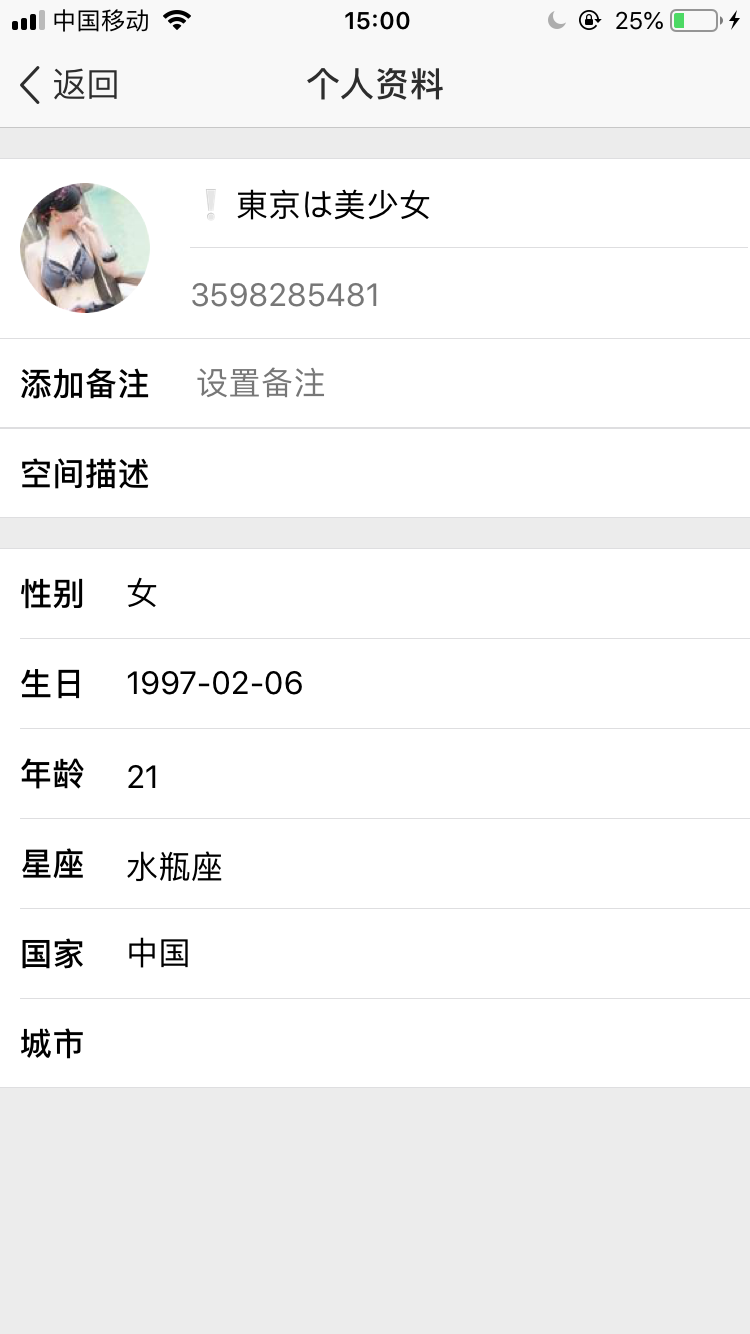 中国移动 15:00 25%
返回 个人资料
❕ 東京は美少女
3598285481
添加备注 设置备注
空间描述
性别 女
生日 1997-02-06
年龄 21
星座 水瓶座
国家 中国
城市